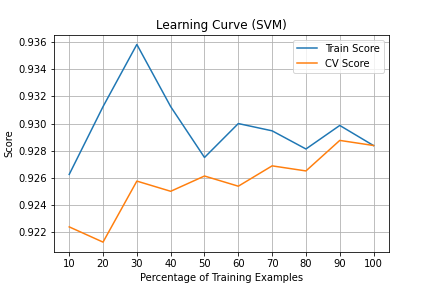 Learning Curve (SVM)
Train Score
CV Score
0.936
0.934
0.932
0.930
0.928
0.926
0.924
0.922
Score
10 20 30 40 50 60 70 80 90 100
Percentage of Training Examples